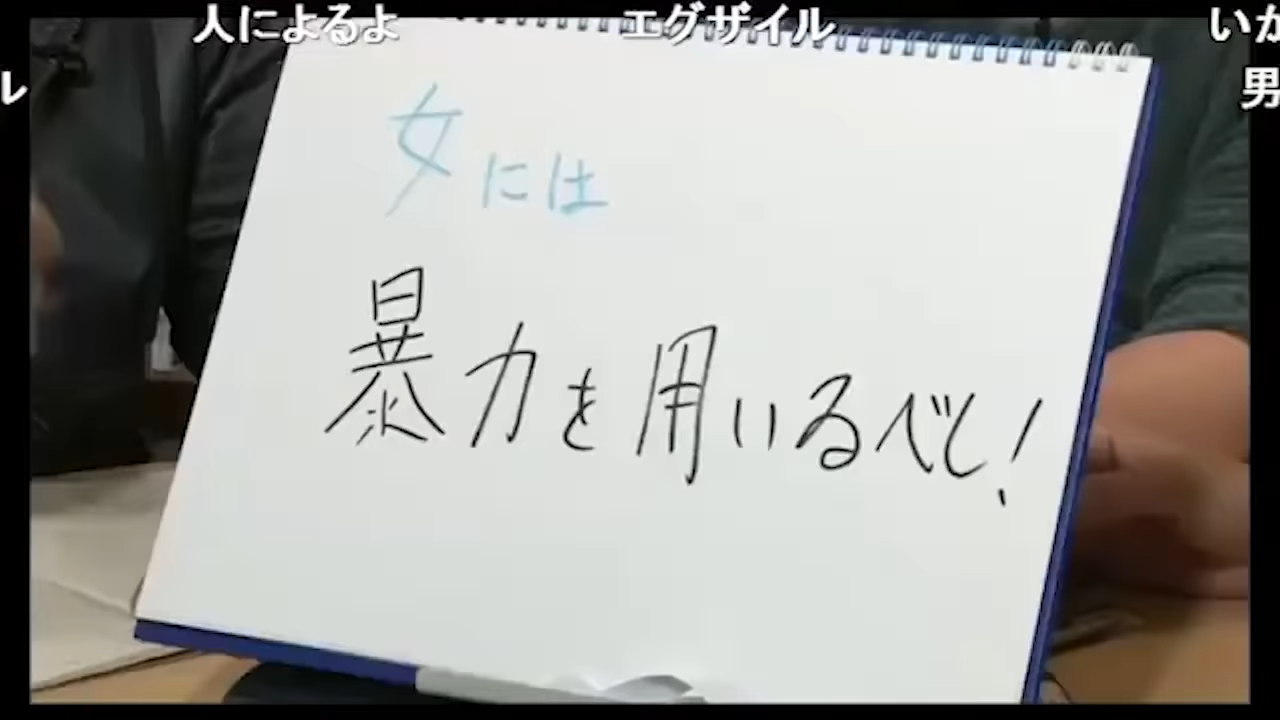 人によるよ エグザイル いか
ル 男
女には
暴力を用いるべし!